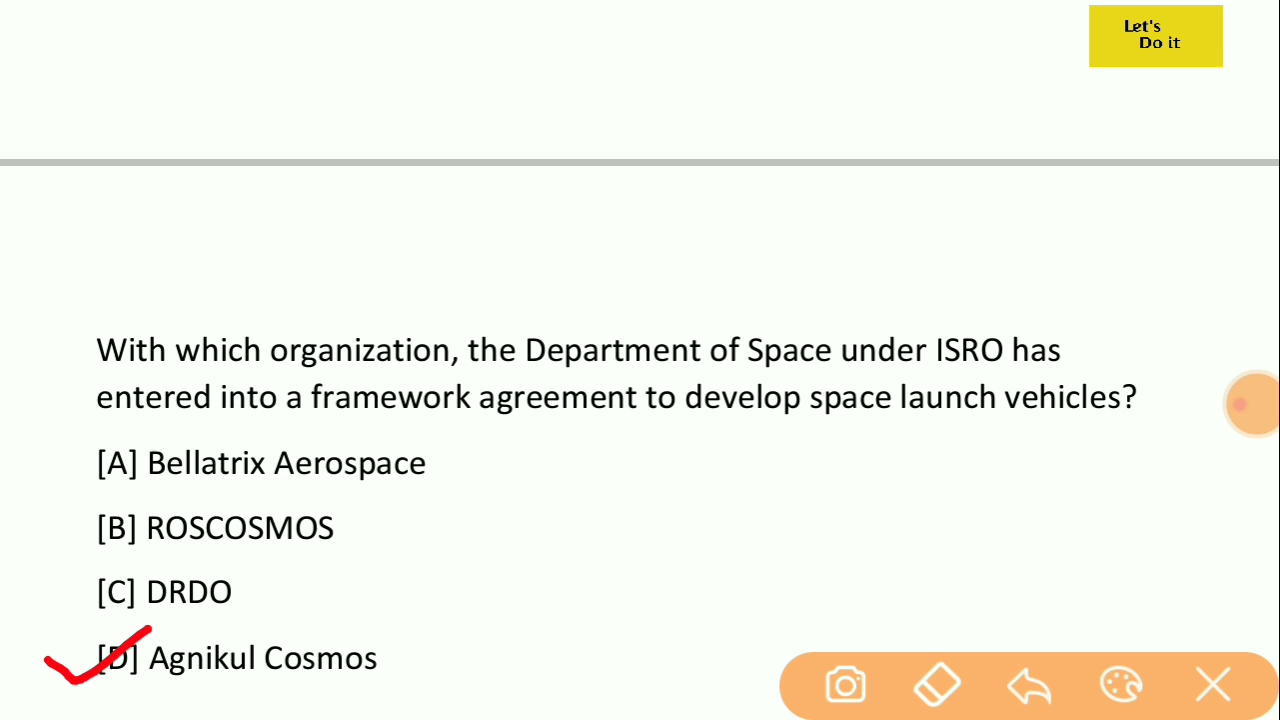 Let's
Do it
With which organization, the Department of Space under ISRO has
entered into a framework agreement to develop space launch vehicles?
[A] Bellatrix Aerospace
[B] ROSCOSMOS
[C] DRDO
[D] Agnikul Cosmos